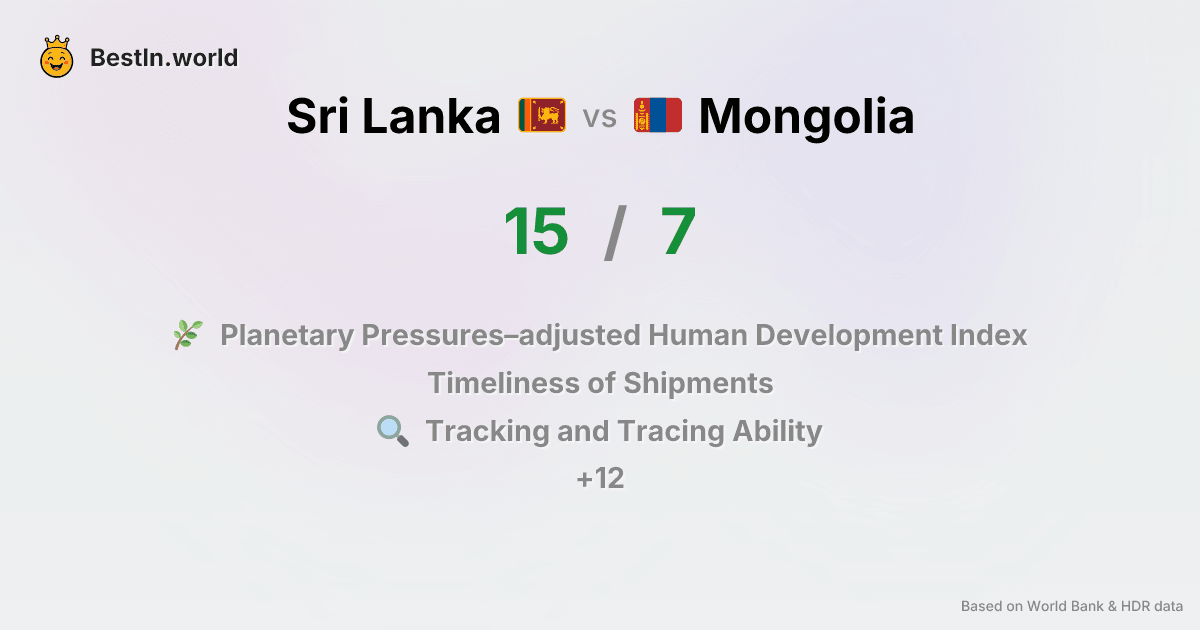 BestIn.world
Sri Lanka vs Mongolia
15 / 7
Planetary Pressures–adjusted Human Development Index
Timeliness of Shipments
Tracking and Tracing Ability
+12
Based on World Bank & HDR data